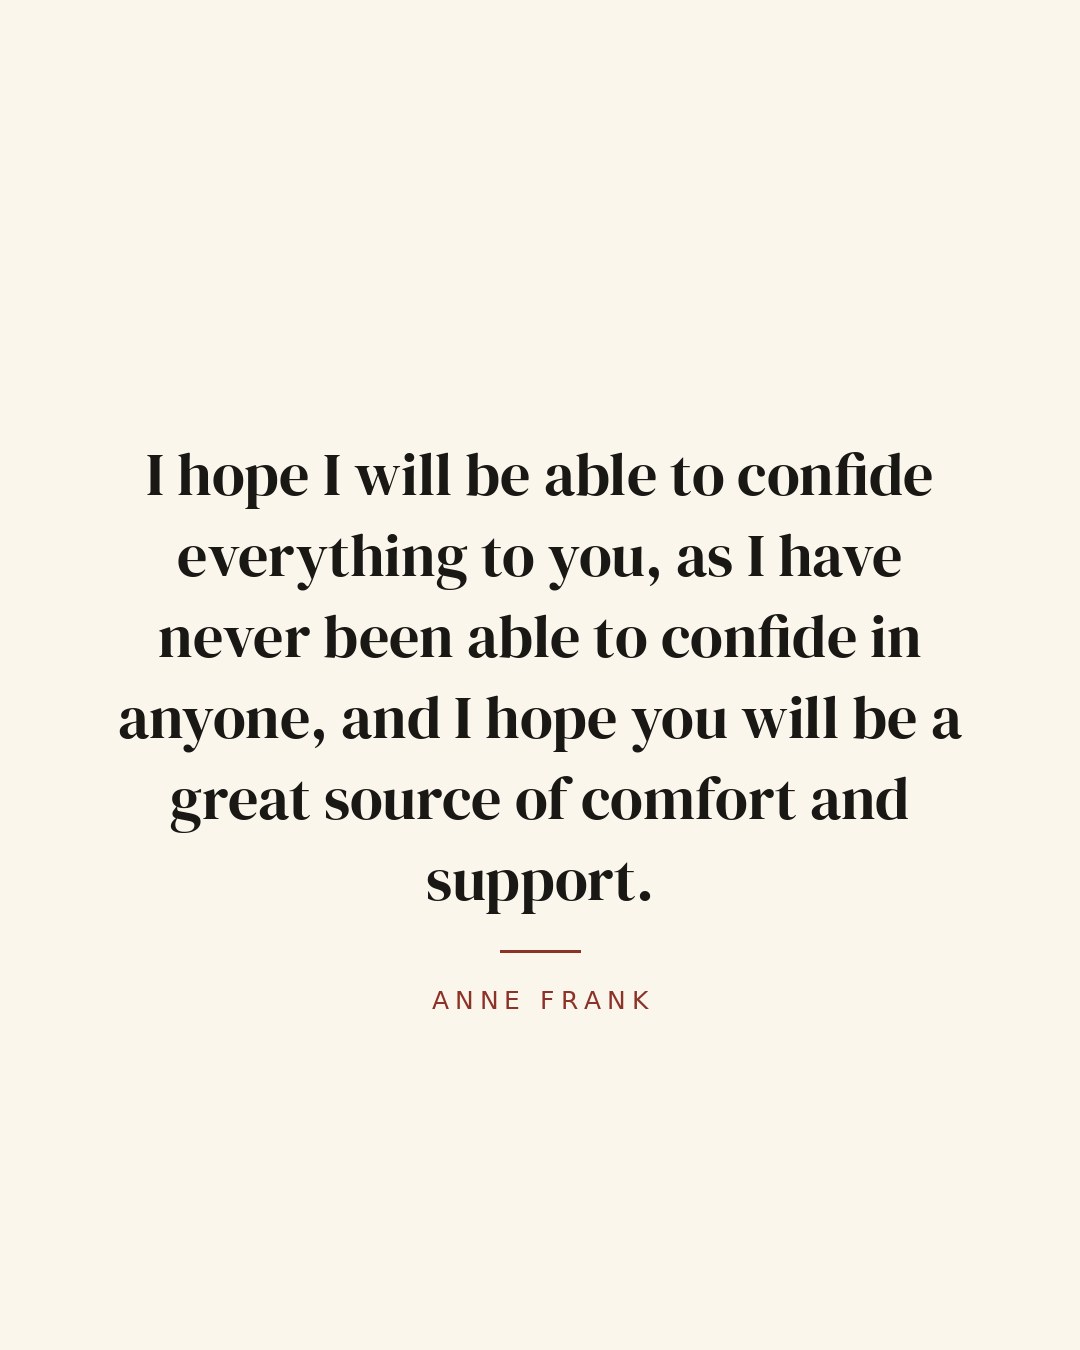 I hope I will be able to confide
everything to you, as I have
never been able to confide in
anyone, and I hope you will be a
great source of comfort and
support.
ANNE FRANK